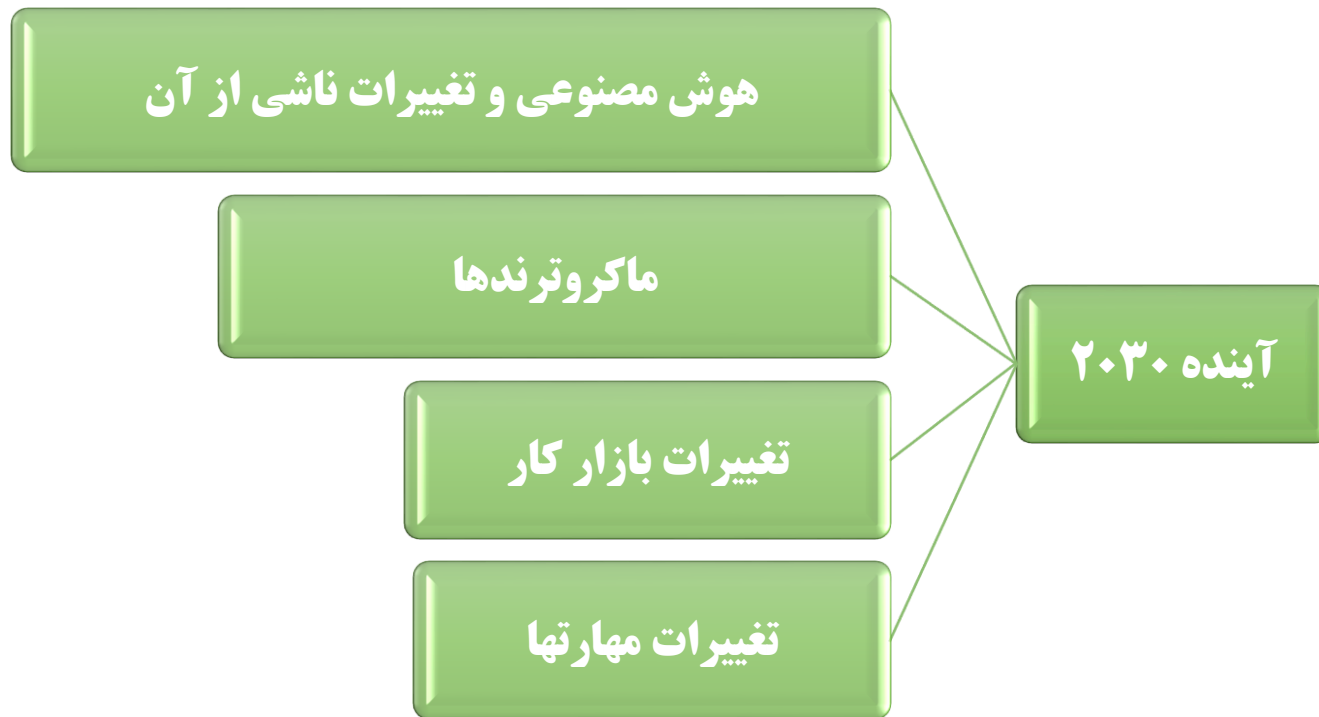 آینده ۲۰۳۰
هوش مصنوعی و تغییرات ناشی از آن
ماکروترندها
تغییرات بازار کار
تغییرات مهارتها